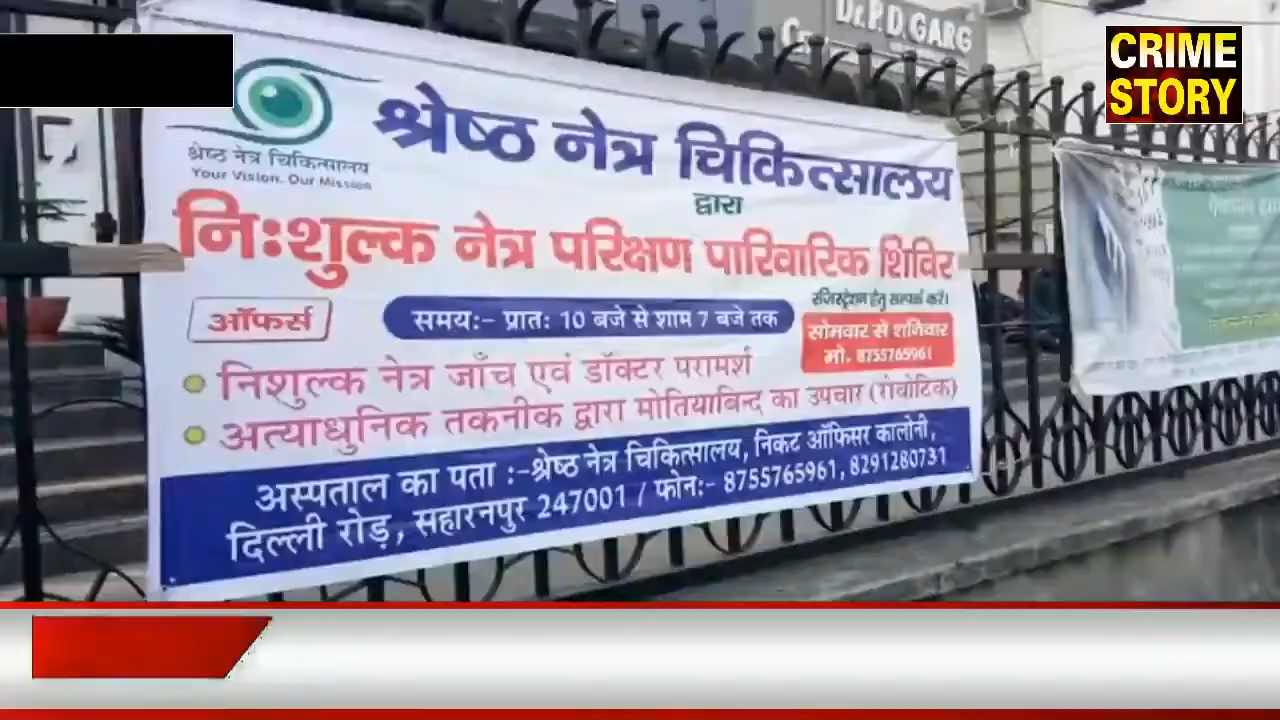 Dr. P. D. GARG
CRIME
STORY
श्रेष्ठ नेत्र चिकित्सालय
Your Vision. Our Mission
श्रेष्ठ नेत्र चिकित्सालय
द्वारा
निःशुल्क नेत्र परिक्षण पारिवारिक शिविर
ऑफर्स
समयः- प्रातः 10 बजे से शाम 7 बजे तक
रजिस्ट्रेशन हेतु सम्पर्क करें।
सोमवार से शनिवार
मो. 8755765961
निशुल्क नेत्र जाँच एवं डॉक्टर परामर्श
अत्याधुनिक तकनीक द्वारा मोतियाबिन्द का उपचार (रोबोटिक)
अस्पताल का पता :-श्रेष्ठ नेत्र चिकित्सालय, निकट ऑफिसर कालोनी,
दिल्ली रोड़, सहारनपुर 247001 / फोनः- 8755765961, 8291280731